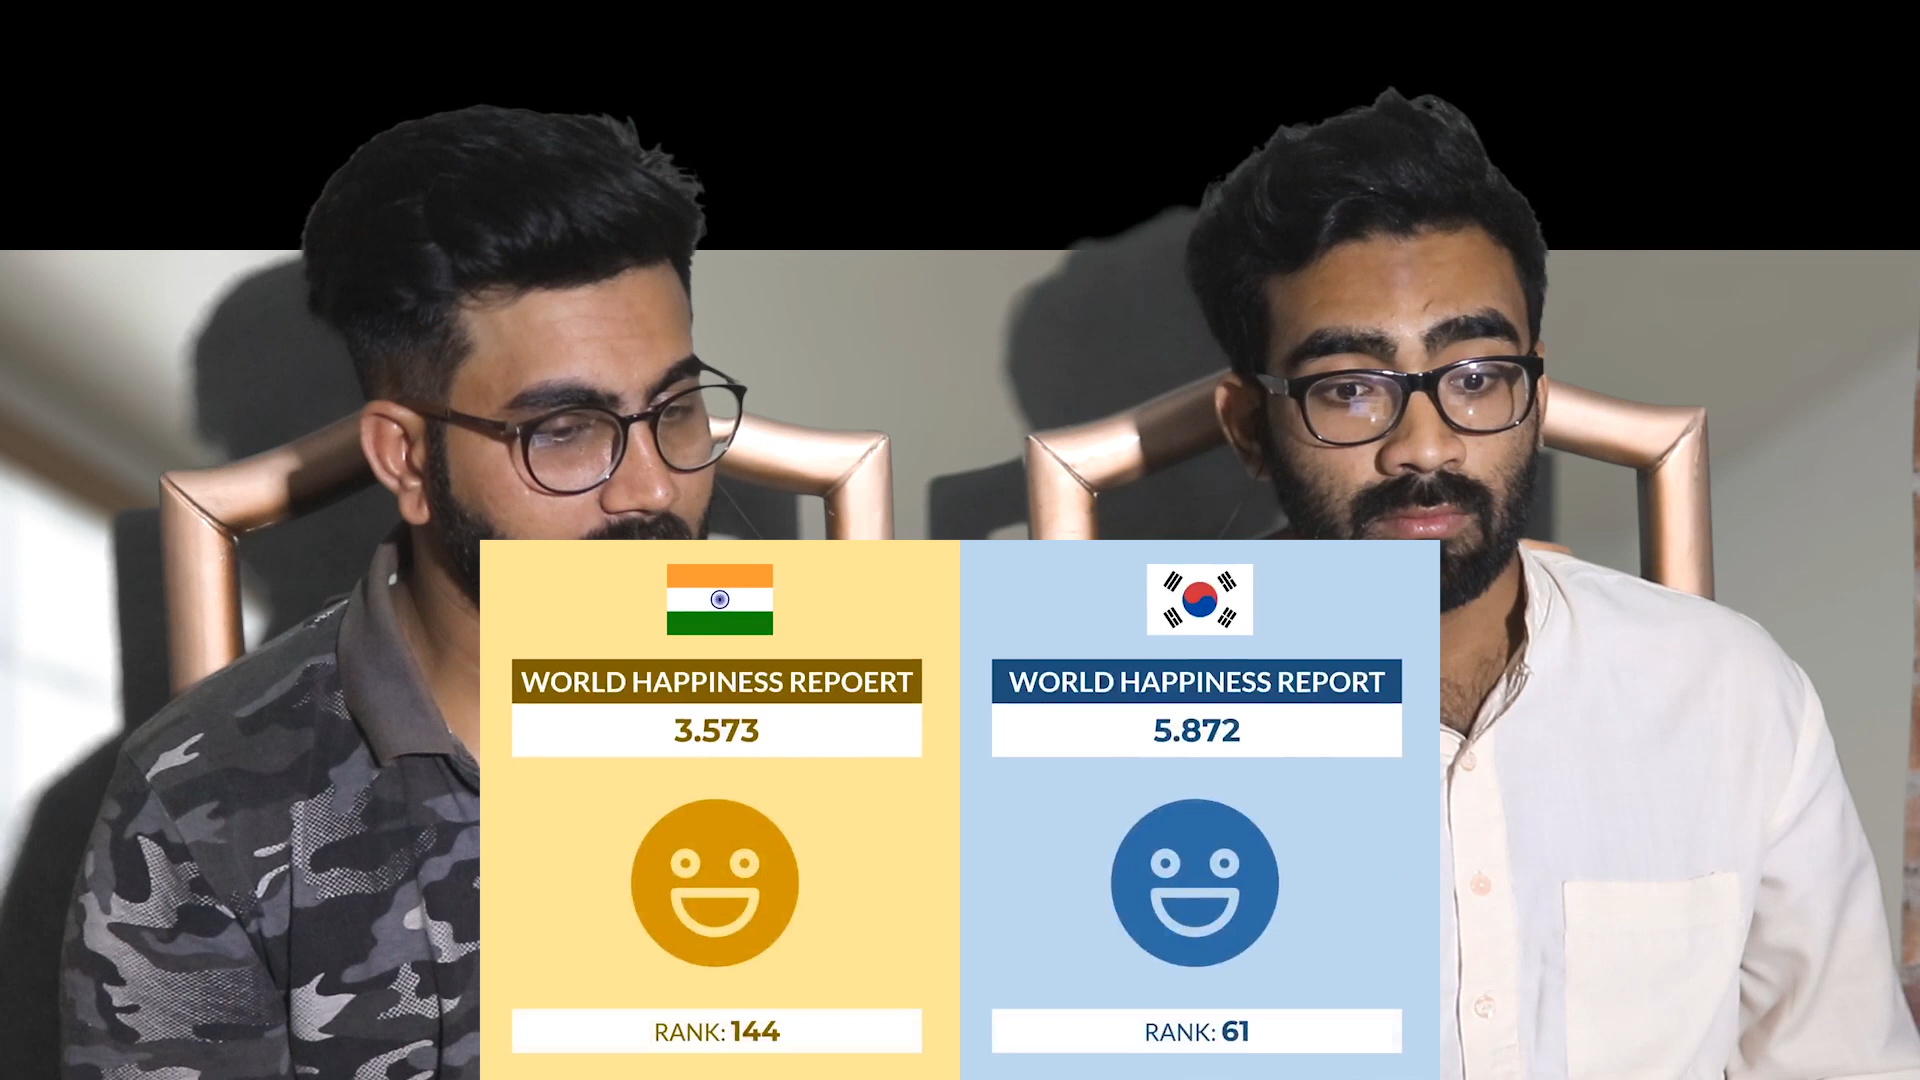 WORLD HAPPINESS REPOERT
3.573
RANK: 144
WORLD HAPPINESS REPORT
5.872
RANK: 61